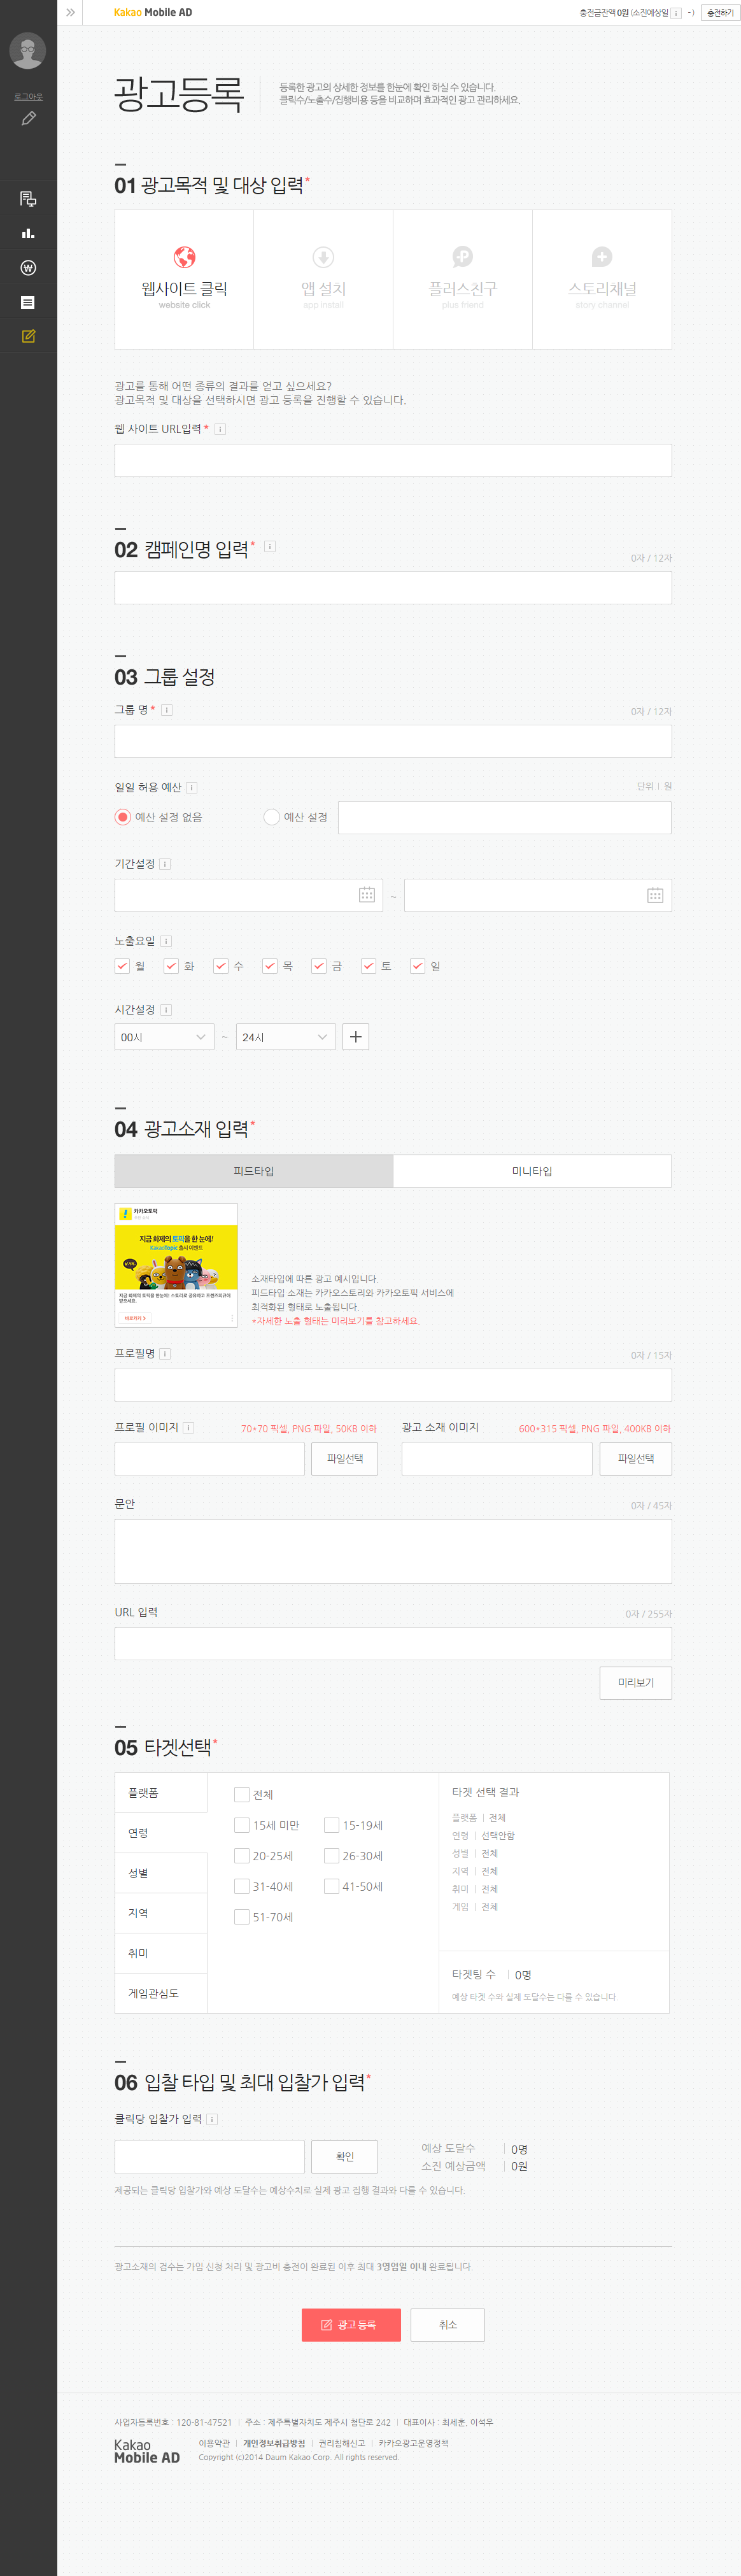 Kakao Mobile AD
충전금잔액 0원 (소진예상일 i - )
충전하기
로그아웃
광고등록
등록한 광고의 상세한 정보를 한눈에 확인 하실 수 있습니다.
클릭수/노출수/집행비용 등을 비교하며 효과적인 광고 관리하세요.
01 광고목적 및 대상 입력*
웹사이트 클릭
website click
앱 설치
app install
플러스친구
plus friend
스토리채널
story channel
광고를 통해 어떤 종류의 결과를 얻고 싶으세요?
광고목적 및 대상을 선택하시면 광고 등록을 진행할 수 있습니다.
웹 사이트 URL입력 * i
02 캠페인명 입력* i
0자 / 12자
03 그룹 설정
그룹 명 * i
0자 / 12자
일일 허용 예산 i
단위 | 원
예산 설정 없음
예산 설정
기간설정 i
~
노출요일 i
월 화 수 목 금 토 일
시간설정 i
00시 ~ 24시 +
04 광고소재 입력*
피드타입
미니타입
카카오토픽
지금 화제의 토픽을 한 눈에!
KakaoTopic 출시 이벤트
바로가기 >
소재타입에 따른 광고 예시입니다.
피드타입 소재는 카카오스토리와 카카오토픽 서비스에
최적화된 형태로 노출됩니다.
*자세한 노출 형태는 미리보기를 참고하세요.
프로필명 i
0자 / 15자
프로필 이미지 i
70*70 픽셀, PNG 파일, 50KB 이하
광고 소재 이미지
600*315 픽셀, PNG 파일, 400KB 이하
파일선택
파일선택
문안
0자 / 45자
URL 입력
0자 / 255자
미리보기
05 타겟선택*
플랫폼
연령
성별
지역
취미
게임관심도
전체
15세 미만
15-19세
20-25세
26-30세
31-40세
41-50세
51-70세
타겟 선택 결과
플랫폼 | 전체
연령 | 선택안함
성별 | 전체
지역 | 전체
취미 | 전체
게임 | 전체
타겟팅 수 | 0명
예상 타겟 수와 실제 도달수는 다를 수 있습니다.
06 입찰 타입 및 최대 입찰가 입력*
클릭당 입찰가 입력 i
확인
예상 도달수 | 0명
소진 예상금액 | 0원
제공되는 클릭당 입찰가와 예상 도달수는 예상수치로 실제 광고 집행 결과와 다를 수 있습니다.
광고소재의 검수는 가입 신청 처리 및 광고비 충전이 완료된 이후 최대 3영업일 이내 완료됩니다.
광고 등록
취소
사업자등록번호 : 120-81-47521 | 주소 : 제주특별자치도 제주시 첨단로 242 | 대표이사 : 최세훈, 이석우
Kakao
Mobile AD
이용약관 | 개인정보취급방침 | 권리침해신고 | 카카오광고운영정책
Copyright (c)2014 Daum Kakao Corp. All rights reserved.